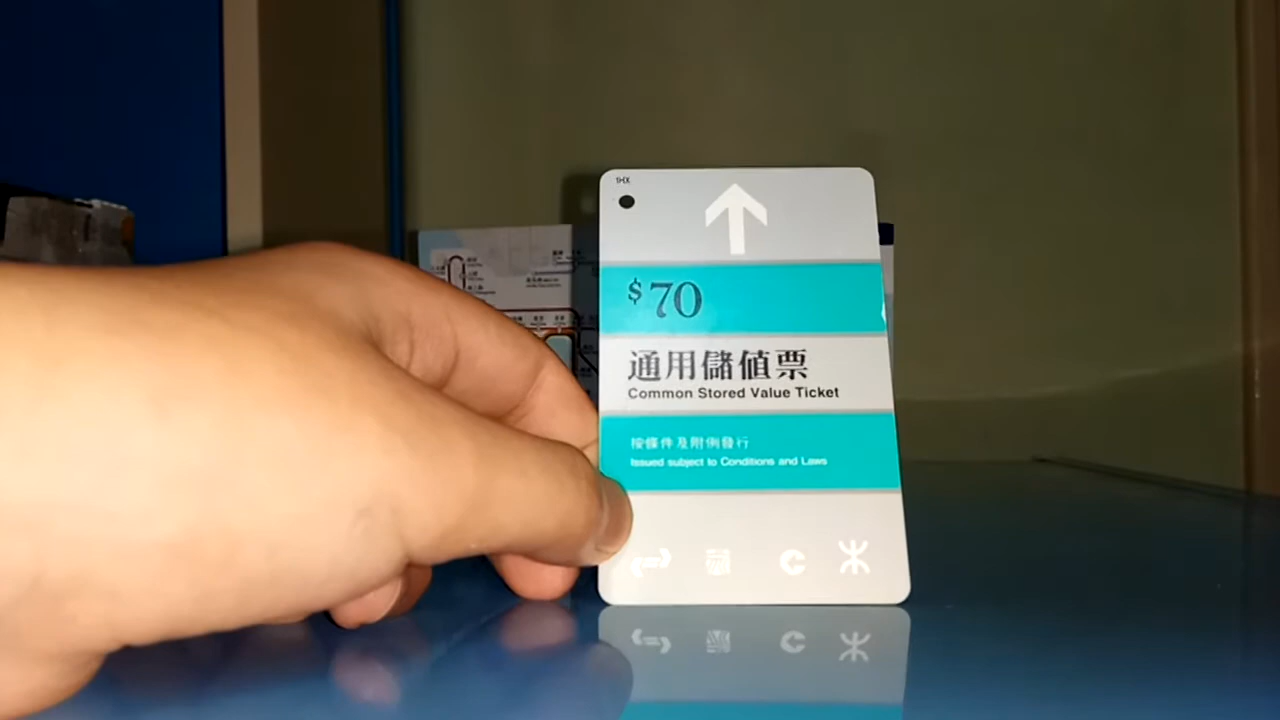 1HX
$70
通用儲值票
Common Stored Value Ticket
按條件及附例發行
Issued subject to Conditions and Laws